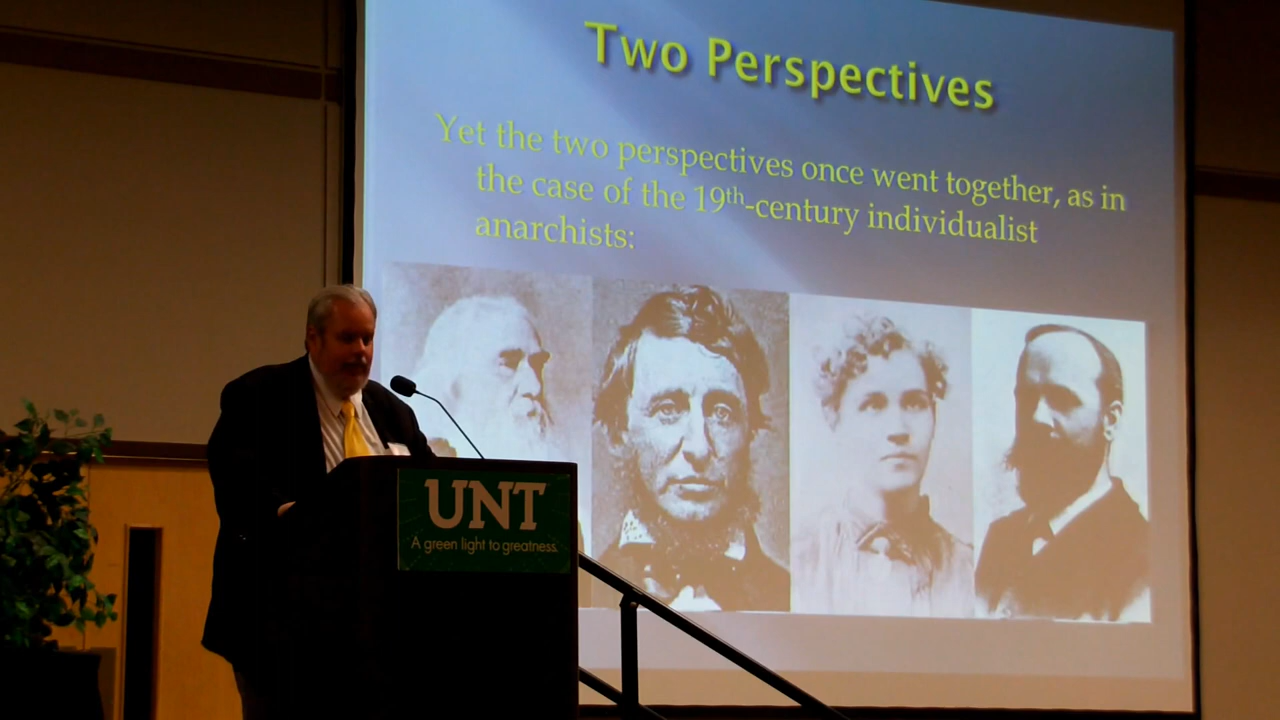 Two Perspectives
Yet the two perspectives once went together, as in
the case of the 19th-century individualist
anarchists:
UNT
A green light to greatness.